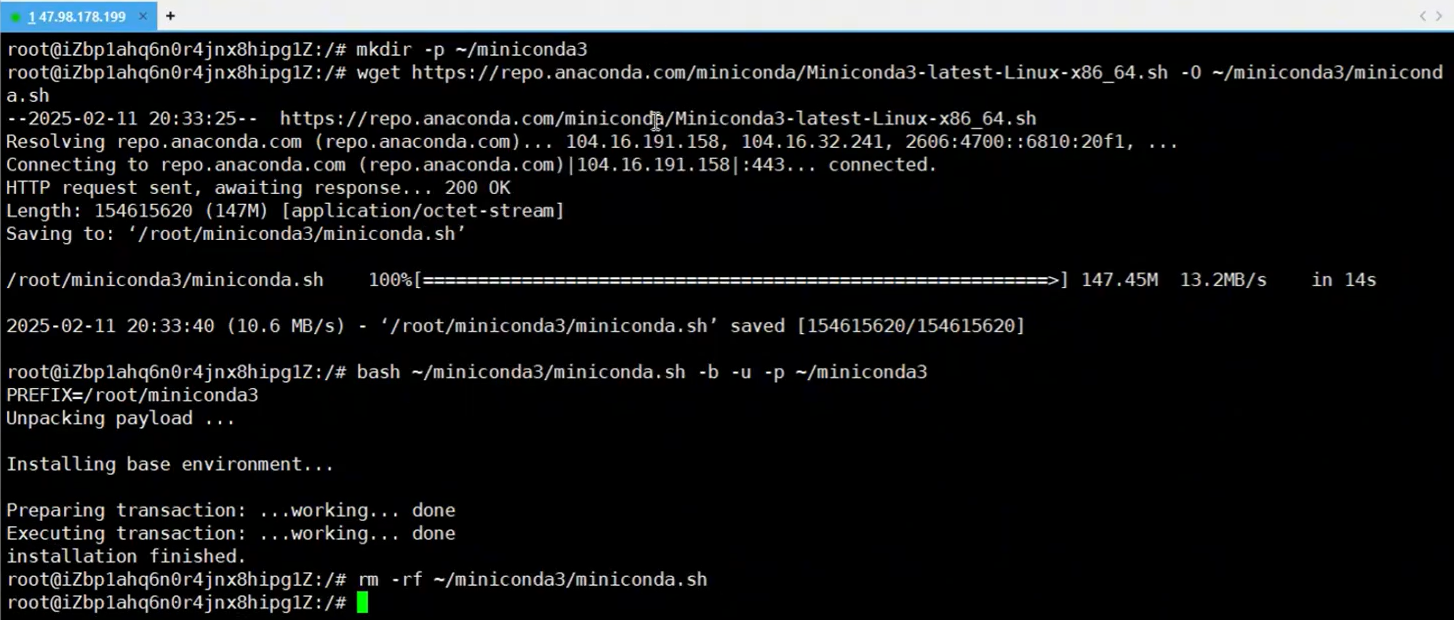 1 47.98.178.199 × +
root@iZbp1ahq6n0r4jnx8hipg1Z:/# mkdir -p ~/miniconda3
root@iZbp1ahq6n0r4jnx8hipg1Z:/# wget https://repo.anaconda.com/miniconda/Miniconda3-latest-Linux-x86_64.sh -O ~/miniconda3/minicond
a.sh
--2025-02-11 20:33:25--  https://repo.anaconda.com/miniconda/Miniconda3-latest-Linux-x86_64.sh
Resolving repo.anaconda.com (repo.anaconda.com)... 104.16.191.158, 104.16.32.241, 2606:4700::6810:20f1, ...
Connecting to repo.anaconda.com (repo.anaconda.com)|104.16.191.158|:443... connected.
HTTP request sent, awaiting response... 200 OK
Length: 154615620 (147M) [application/octet-stream]
Saving to: ‘/root/miniconda3/miniconda.sh’
/root/miniconda3/miniconda.sh    100%[=========================================================>] 147.45M  13.2MB/s    in 14s
2025-02-11 20:33:40 (10.6 MB/s) - ‘/root/miniconda3/miniconda.sh’ saved [154615620/154615620]
root@iZbp1ahq6n0r4jnx8hipg1Z:/# bash ~/miniconda3/miniconda.sh -b -u -p ~/miniconda3
PREFIX=/root/miniconda3
Unpacking payload ...
Installing base environment...
Preparing transaction: ...working... done
Executing transaction: ...working... done
installation finished.
root@iZbp1ahq6n0r4jnx8hipg1Z:/# rm -rf ~/miniconda3/miniconda.sh
root@iZbp1ahq6n0r4jnx8hipg1Z:/#